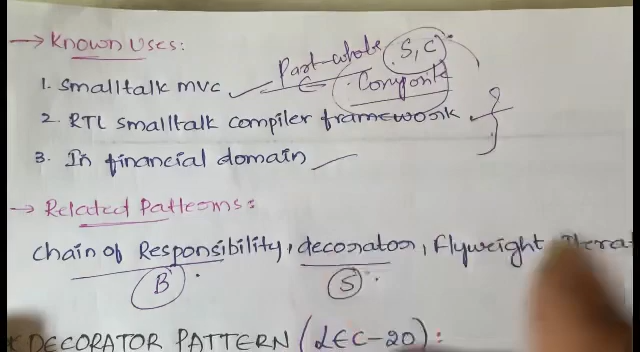 → Known Uses:
Part-whole S, C
1. Smalltalk mvc ← Composite
2. RTL smalltalk compiler framework
3. In financial domain
→ Related Patterns:
Chain of Responsibility, decorator, Flyweight
B S
DECORATOR PATTERN (LEC-20):